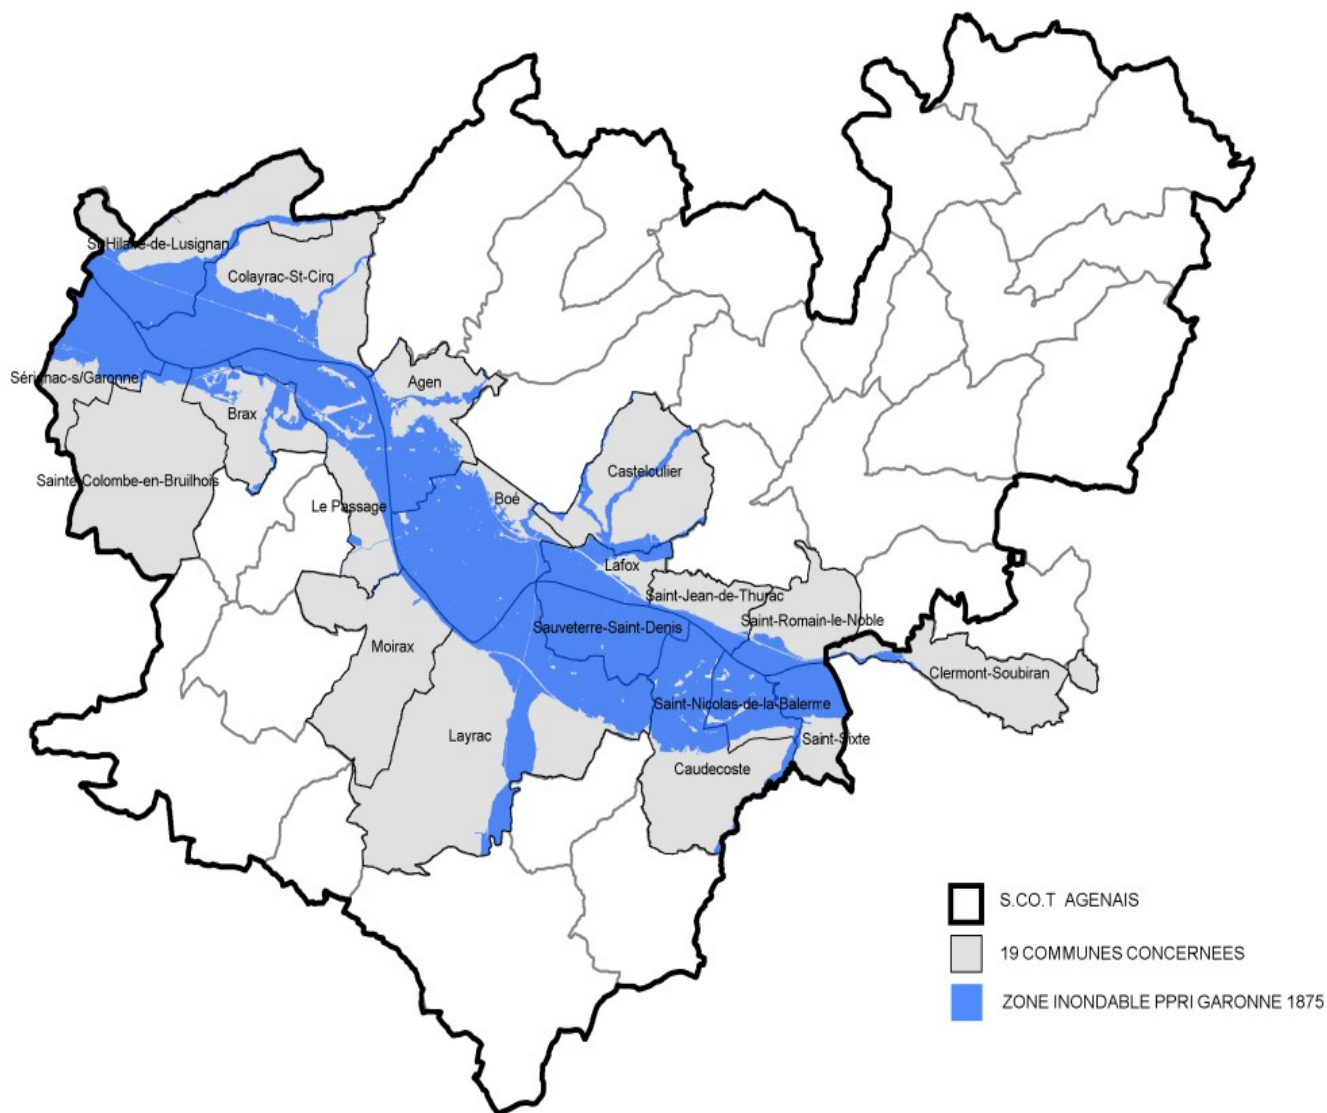 St-Hilaire-de-Lusignan
Colayrac-St-Cirq
Sérignac-s/Garonne
Agen
Brax
Castelculier
Sainte-Colombe-en-Bruilhois
Boé
Le Passage
Lafox
Saint-Jean-de-Thurac
Saint-Romain-le-Noble
Sauveterre-Saint-Denis
Moirax
Clermont-Soubiran
Saint-Nicolas-de-la-Balerme
Layrac
Saint-Sixte
Caudecoste
S.CO.T AGENAIS
19 COMMUNES CONCERNEES
ZONE INONDABLE PPRI GARONNE 1875